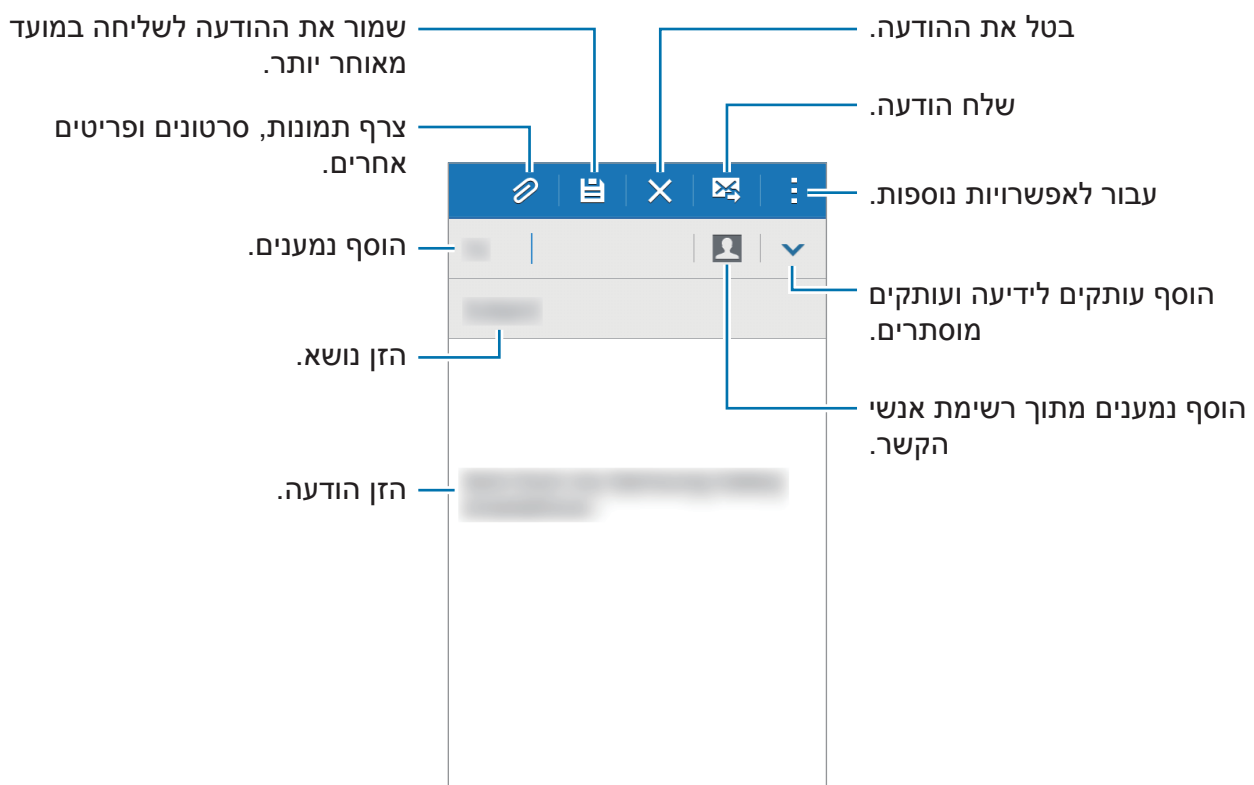 בטל את ההודעה.
שלח הודעה.
עבור לאפשרויות נוספות.
הוסף עותקים לידיעה ועותקים
מוסתרים.
הוסף נמענים מתוך רשימת אנשי
הקשר.
שמור את ההודעה לשליחה במועד
מאוחר יותר.
צרף תמונות, סרטונים ופריטים
אחרים.
הוסף נמענים.
הזן נושא.
הזן הודעה.